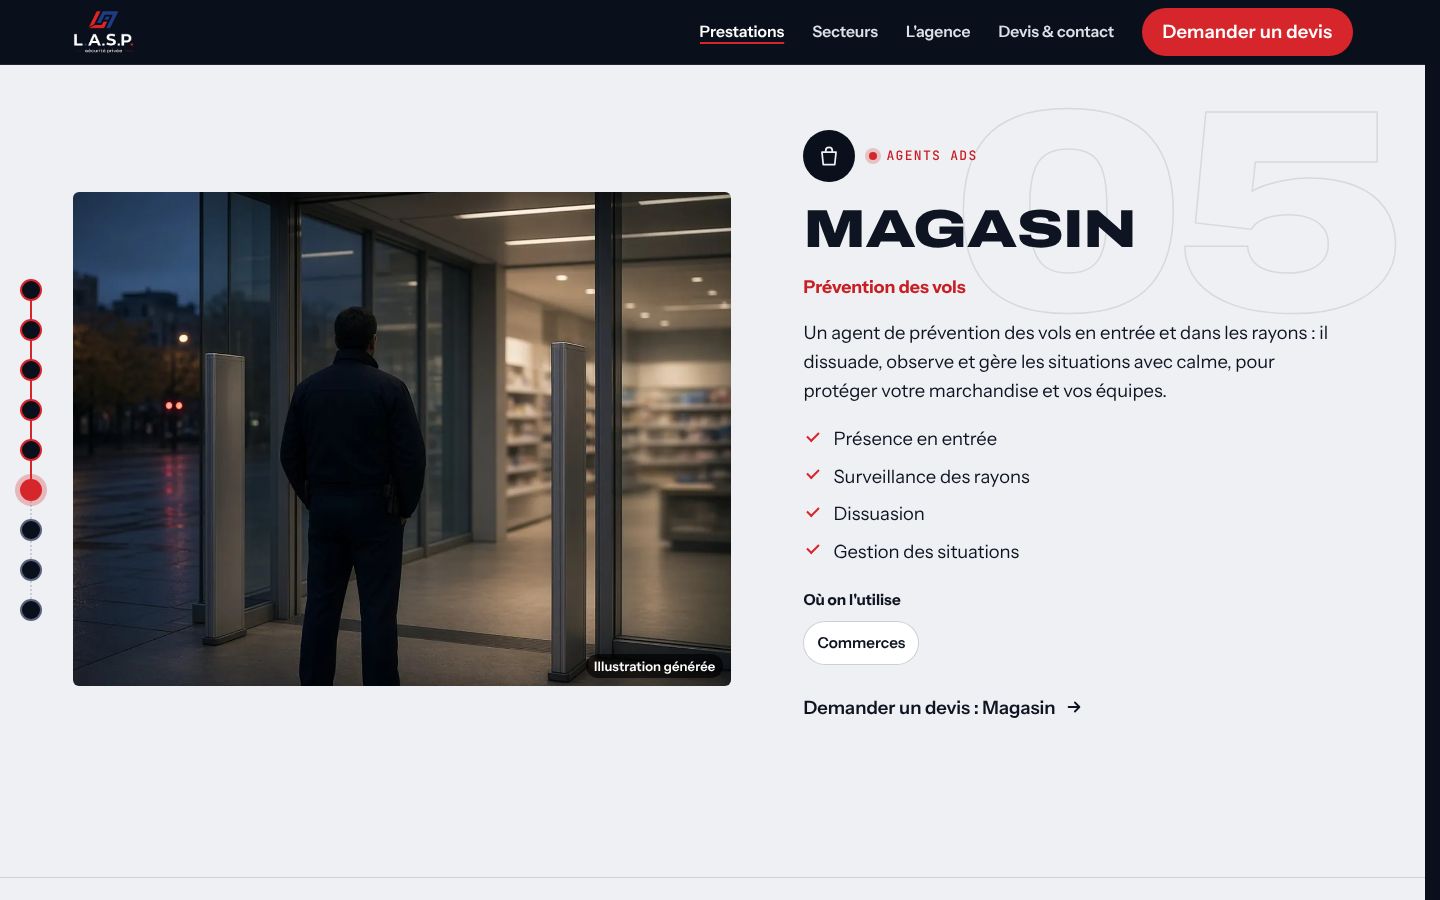 L.A.S.P.
sécurité privée
Prestations
Secteurs
L'agence
Devis & contact
Demander un devis
05
AGENTS ADS
MAGASIN
Prévention des vols
Un agent de prévention des vols en entrée et dans les rayons : il
dissuade, observe et gère les situations avec calme, pour
protéger votre marchandise et vos équipes.
Présence en entrée
Surveillance des rayons
Dissuasion
Gestion des situations
Où on l'utilise
Commerces
Demander un devis : Magasin
Illustration générée